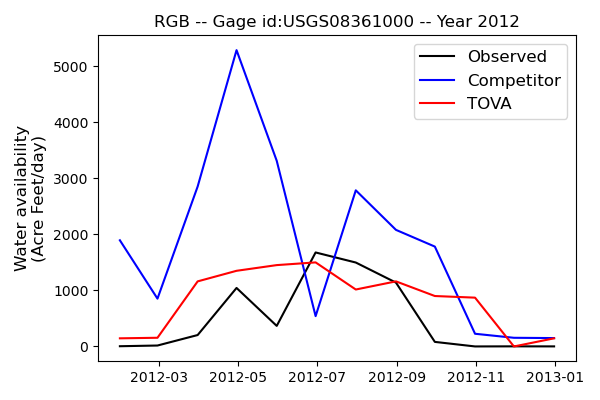 RGB -- Gage id:USGS08361000 -- Year 2012
Water availability
(Acre Feet/day)
5000
4000
3000
2000
1000
0
Observed
Competitor
TOVA
2012-03
2012-05
2012-07
2012-09
2012-11
2013-01